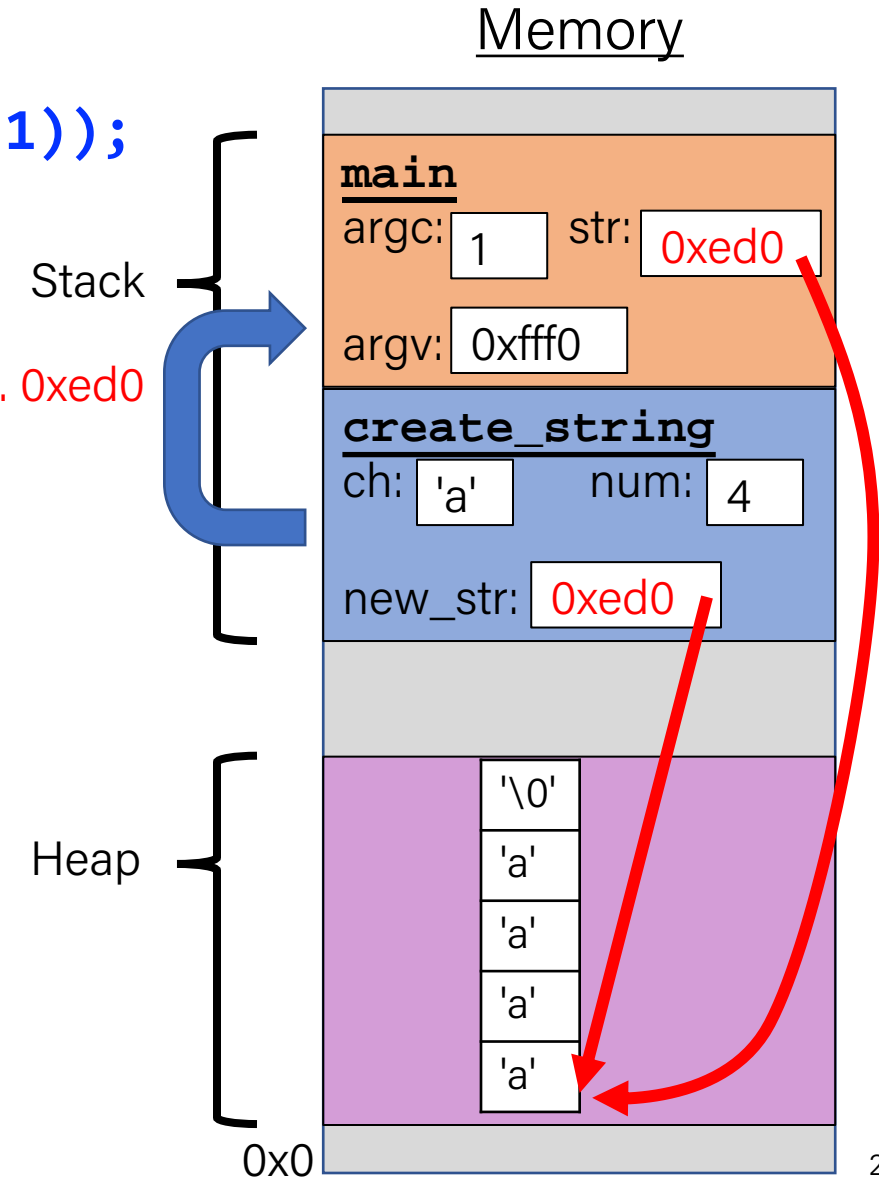 Memory
1));
main
argc: 1 str: 0xed0
Stack
argv: 0xfff0
. 0xed0
create_string
ch: 'a' num: 4
new_str: 0xed0
'\0'
'a'
Heap
'a'
'a'
'a'
0x0
2